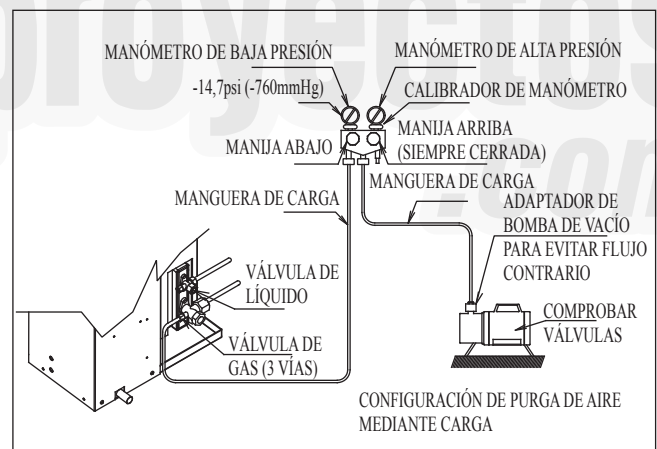 proyectos
.com
MANÓMETRO DE BAJA PRESIÓN
MANÓMETRO DE ALTA PRESIÓN
-14,7psi (-760mmHg)
CALIBRADOR DE MANÓMETRO
MANIJA ABAJO
MANIJA ARRIBA
(SIEMPRE CERRADA)
MANGUERA DE CARGA
MANGUERA DE CARGA
ADAPTADOR DE
BOMBA DE VACÍO
PARA EVITAR FLUJO
CONTRARIO
VÁLVULA DE
LÍQUIDO
COMPROBAR
VÁLVULAS
VÁLVULA DE
GAS (3 VÍAS)
CONFIGURACIÓN DE PURGA DE AIRE
MEDIANTE CARGA